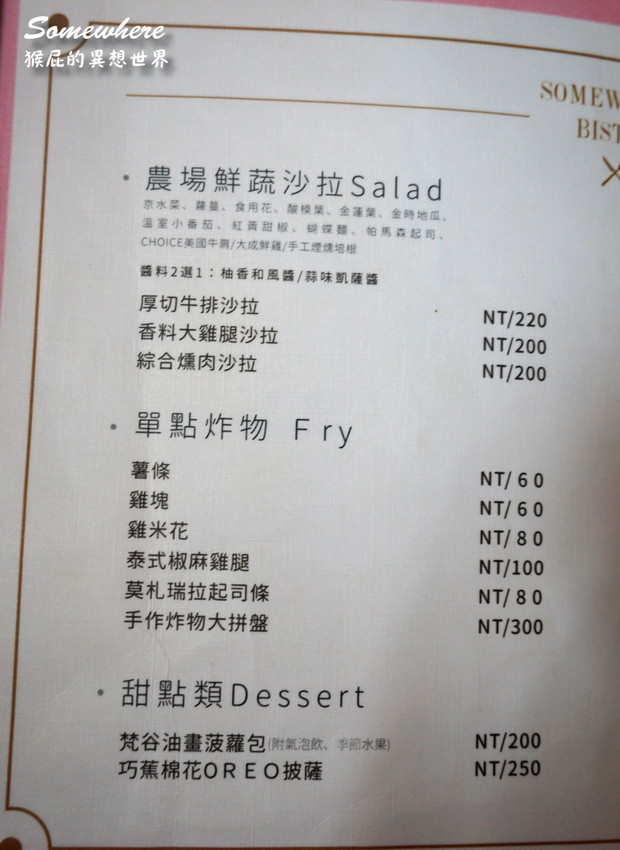 Somewhere
猴屁的異想世界
SOMEW
BIST
· 農場鮮蔬沙拉Salad
京水菜、蘿蔓、食用花、酸模葉、金蓮葉、金時地瓜、
溫室小番茄、紅黃甜椒、蝴蝶麵、帕馬森起司、
CHOICE美國牛肩/大成鮮雞/手工煙燻培根
醬料2選1：柚香和風醬/蒜味凱薩醬
厚切牛排沙拉 NT/220
香料大雞腿沙拉 NT/200
綜合燻肉沙拉 NT/200
· 單點炸物 Fry
薯條 NT/60
雞塊 NT/60
雞米花 NT/80
泰式椒麻雞腿 NT/100
莫札瑞拉起司條 NT/80
手作炸物大拼盤 NT/300
· 甜點類Dessert
梵谷油畫菠蘿包(附氣泡飲、季節水果) NT/200
巧蕉棉花OREO披薩 NT/250